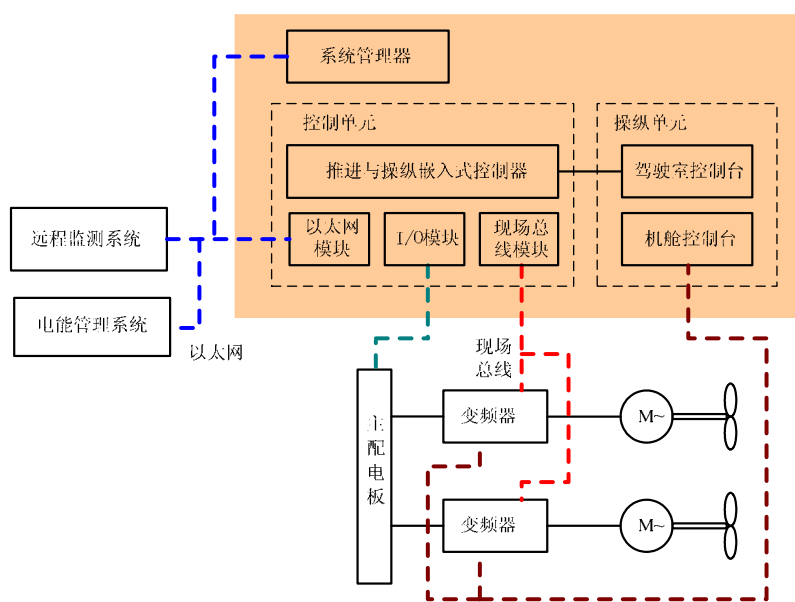 系统管理器
控制单元
操纵单元
推进与操纵嵌入式控制器
驾驶室控制台
以太网
模块
I/O模块
现场总
线模块
机舱控制台
远程监测系统
电能管理系统
以太网
现场
总线
主
配
电
板
变频器
M~
变频器
M~